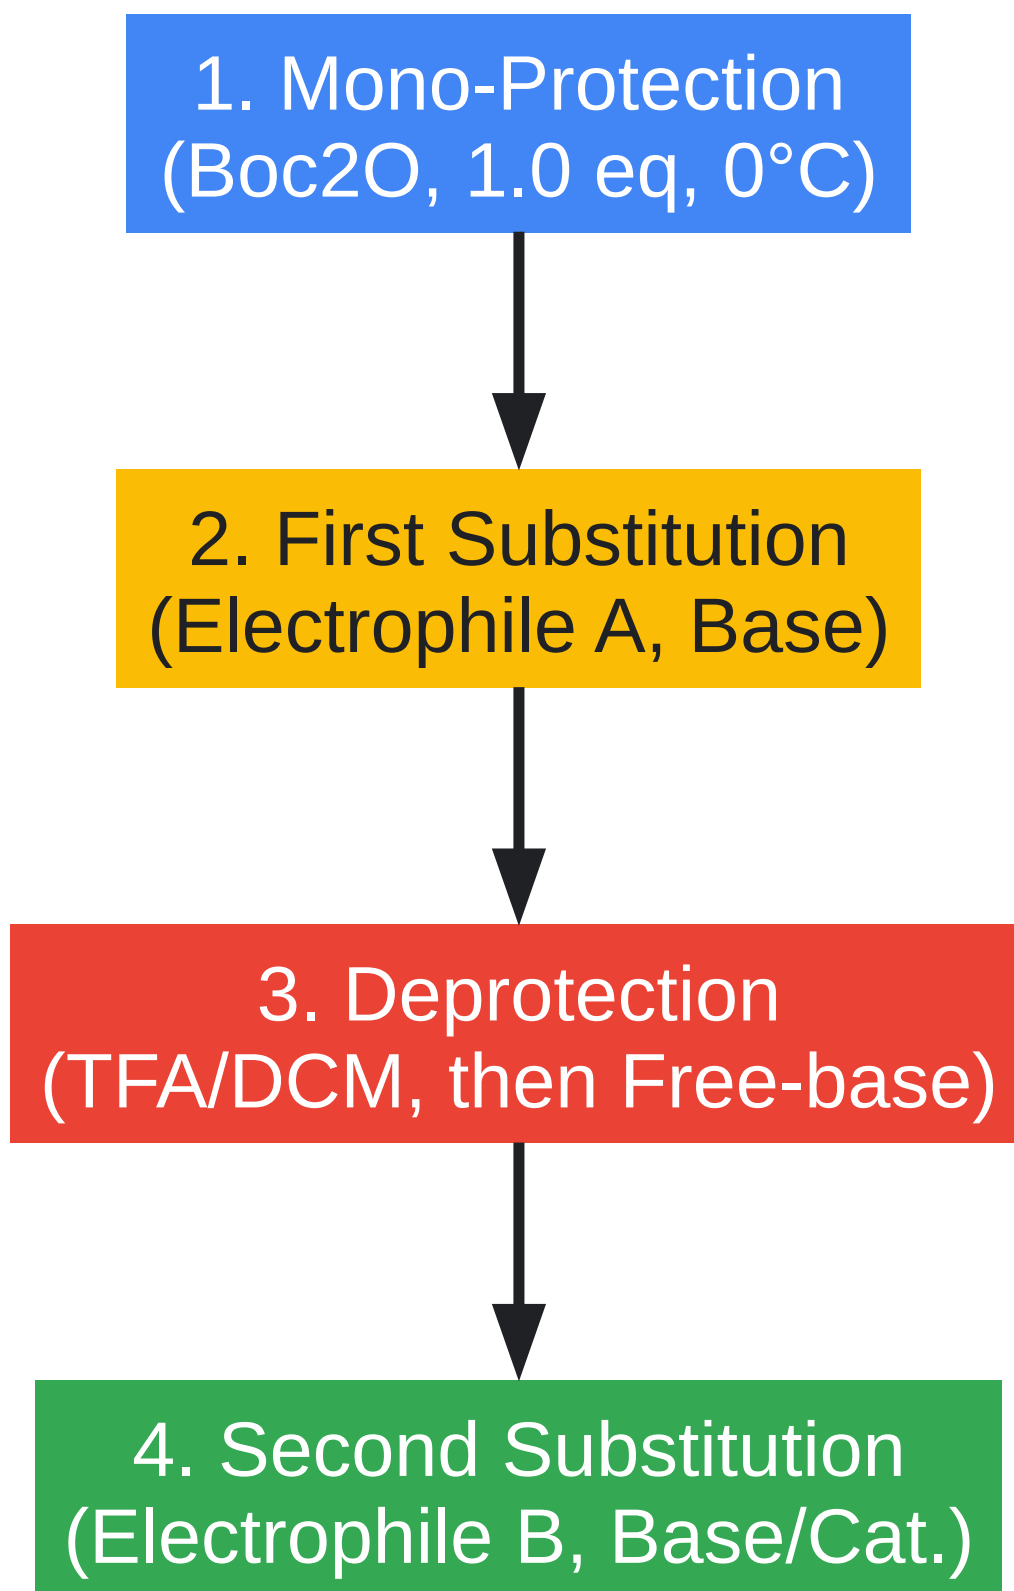 1. Mono-Protection
(Boc2O, 1.0 eq, 0°C)
2. First Substitution
(Electrophile A, Base)
3. Deprotection
(TFA/DCM, then Free-base)
4. Second Substitution
(Electrophile B, Base/Cat.)